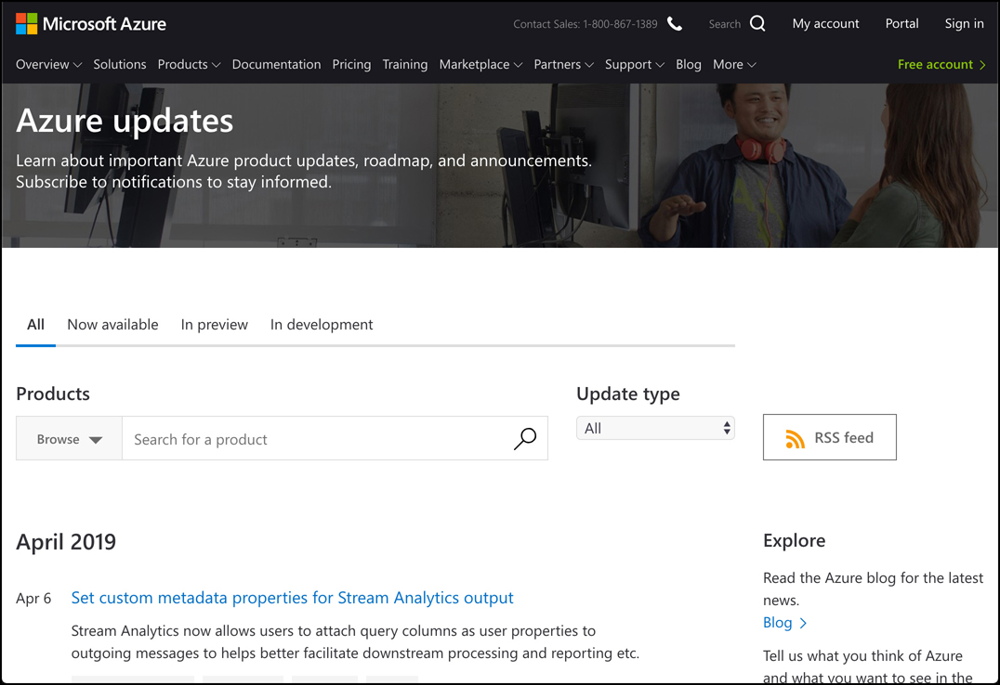 Microsoft Azure
Contact Sales: 1-800-867-1389
Search
My account
Portal
Sign in
Overview
Solutions
Products
Documentation
Pricing
Training
Marketplace
Partners
Support
Blog
More
Free account
Azure updates
Learn about important Azure product updates, roadmap, and announcements.
Subscribe to notifications to stay informed.
All
Now available
In preview
In development
Products
Update type
Browse
Search for a product
All
RSS feed
April 2019
Apr 6
Set custom metadata properties for Stream Analytics output
Stream Analytics now allows users to attach query columns as user properties to
outgoing messages to helps better facilitate downstream processing and reporting etc.
Explore
Read the Azure blog for the latest
news.
Blog
Tell us what you think of Azure
and what you want to see in the